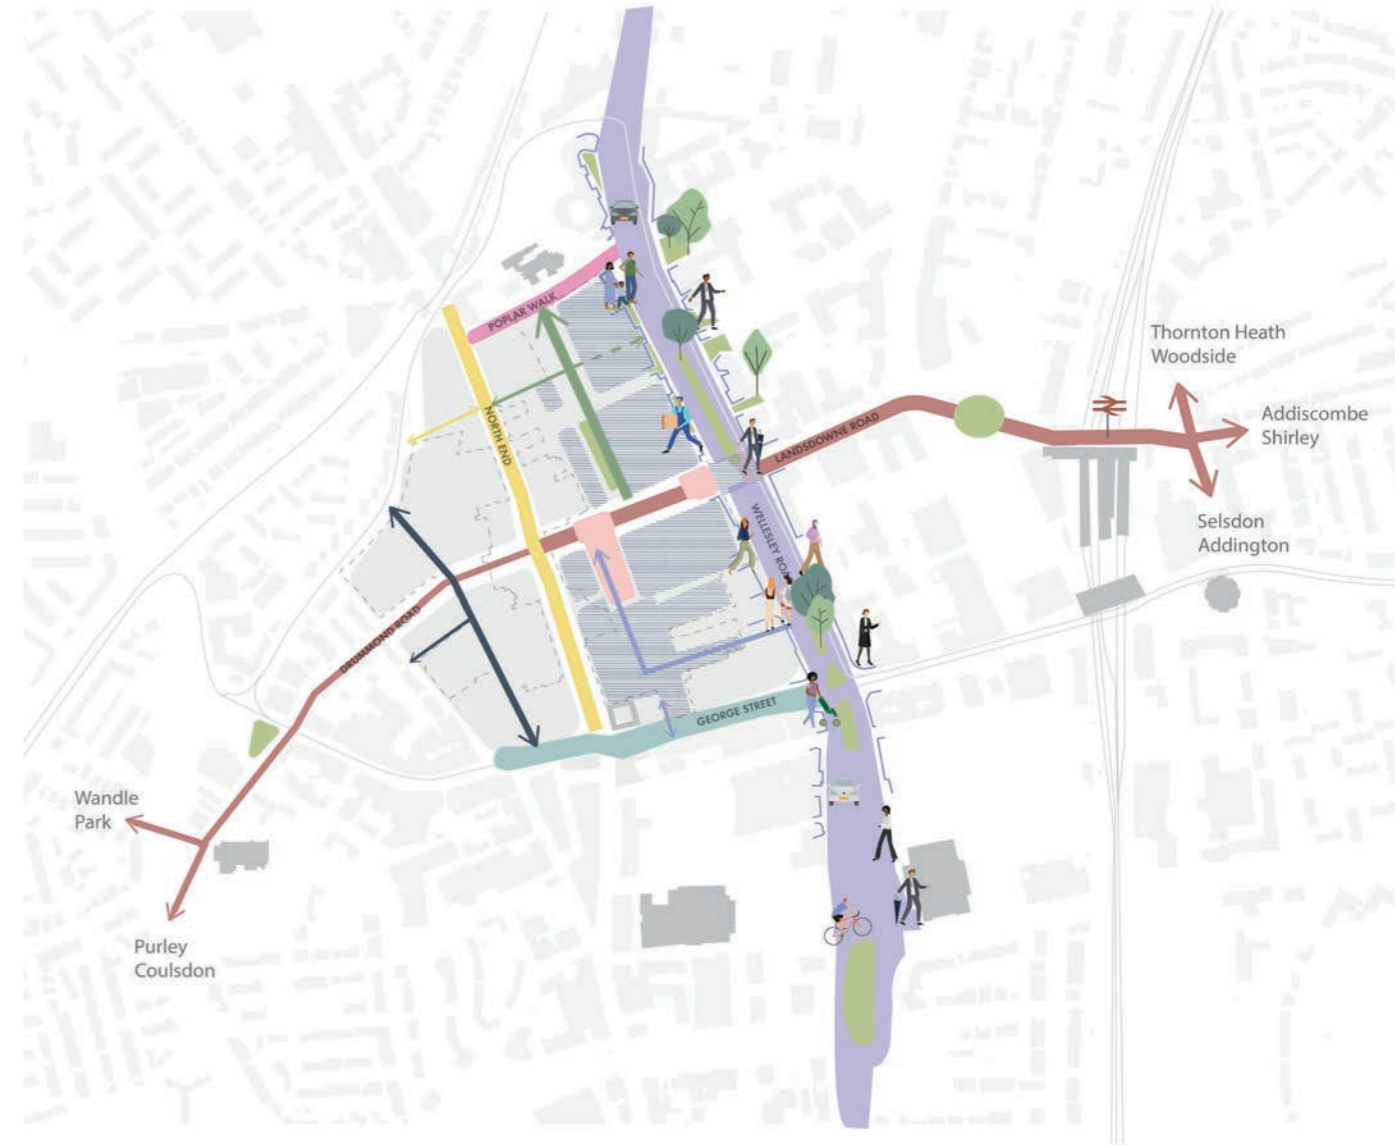 POPLAR WALK
Thornton Heath
Woodside
NORTH END
LANDSDOWNE ROAD
Addiscombe
Shirley
WELLESLEY ROA
Selsdon
Addington
DRUMMOND ROAD
GEORGE STREET
Wandle
Park
Purley
Coulsdon